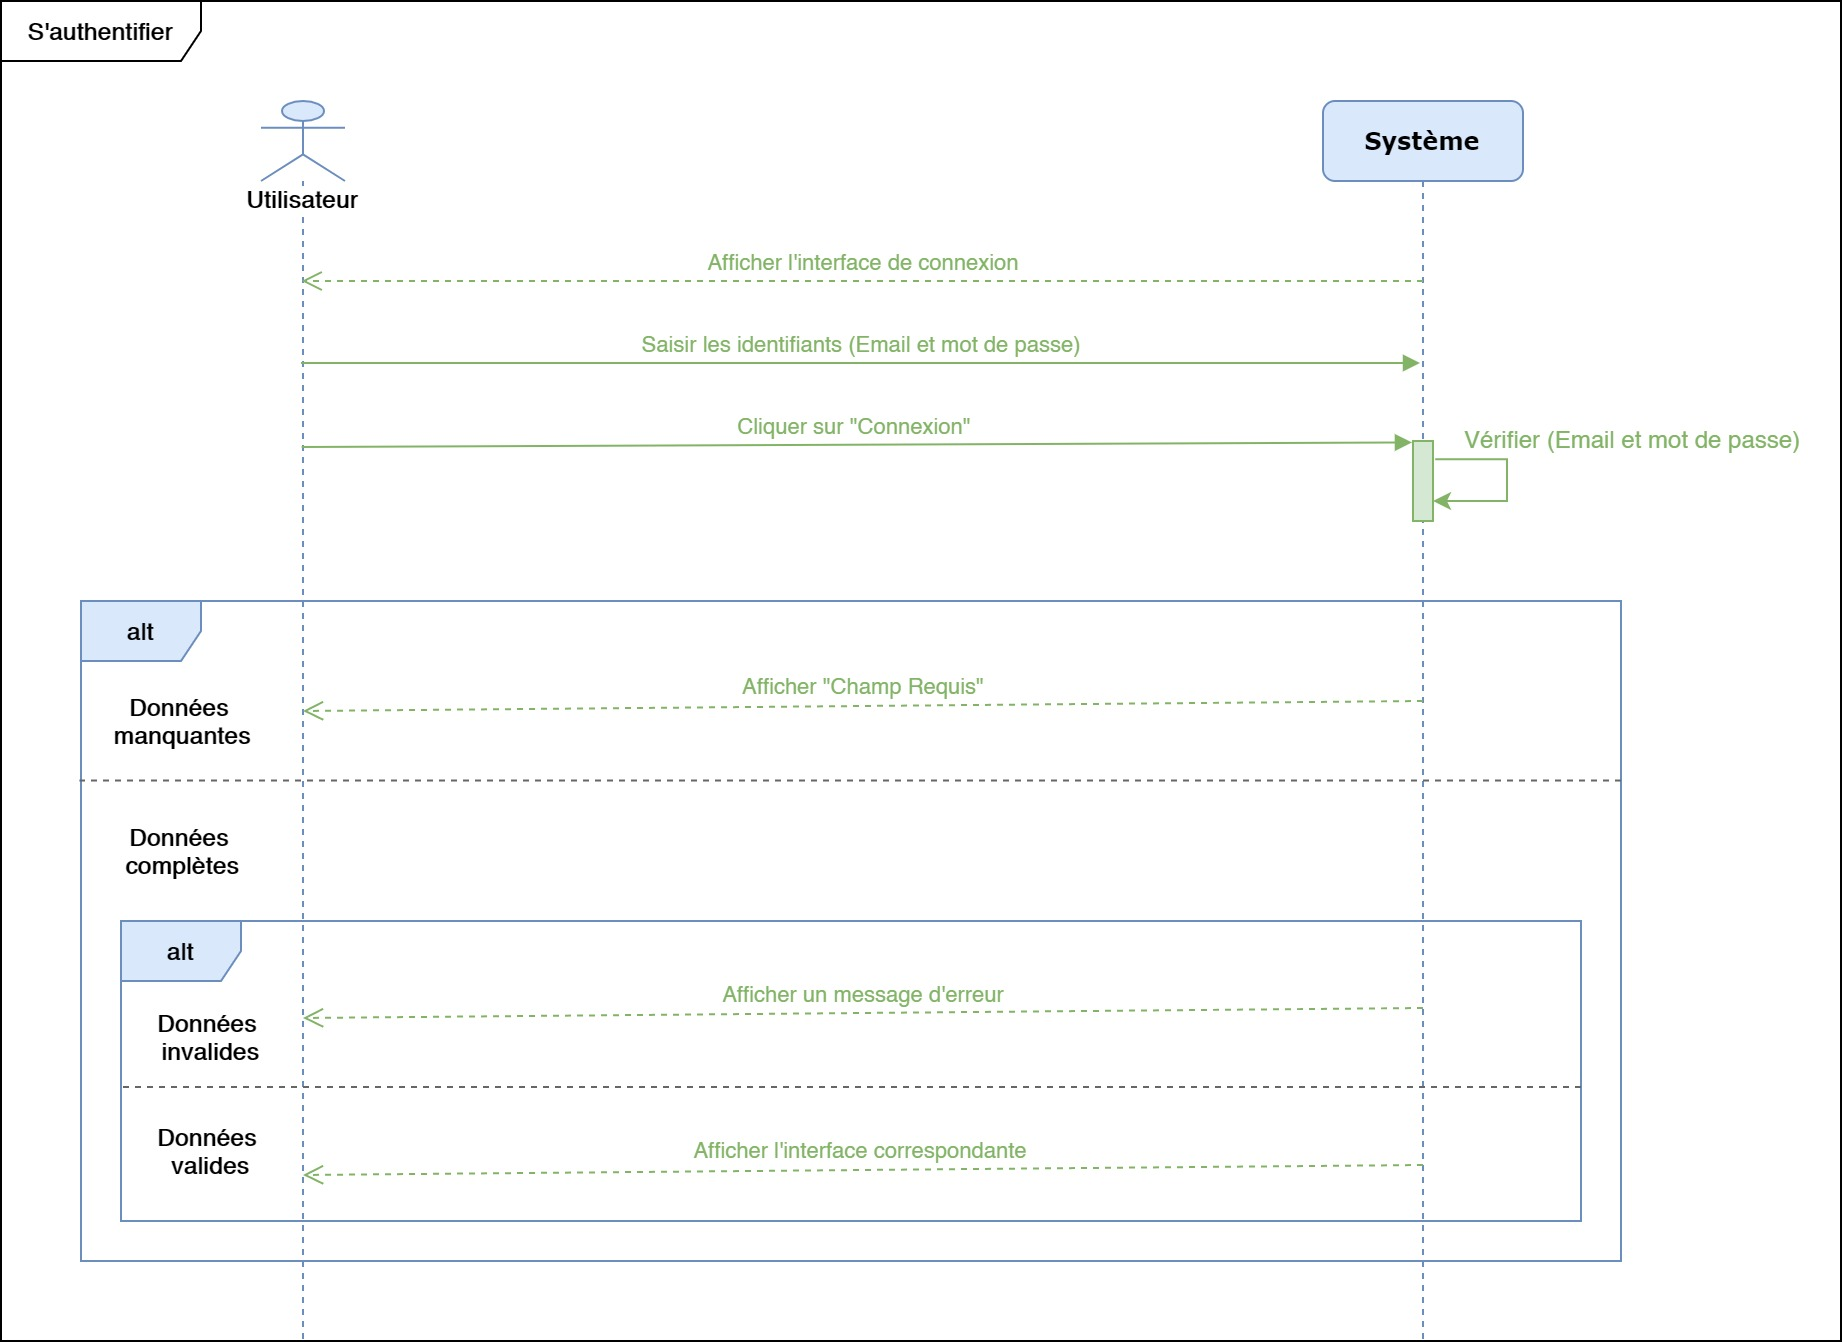 S'authentifier
Système
Utilisateur
Afficher l'interface de connexion
Saisir les identifiants (Email et mot de passe)
Cliquer sur "Connexion"
Vérifier (Email et mot de passe)
alt
Afficher "Champ Requis"
Données
manquantes
Données
complètes
alt
Afficher un message d'erreur
Données
invalides
Données
valides
Afficher l'interface correspondante